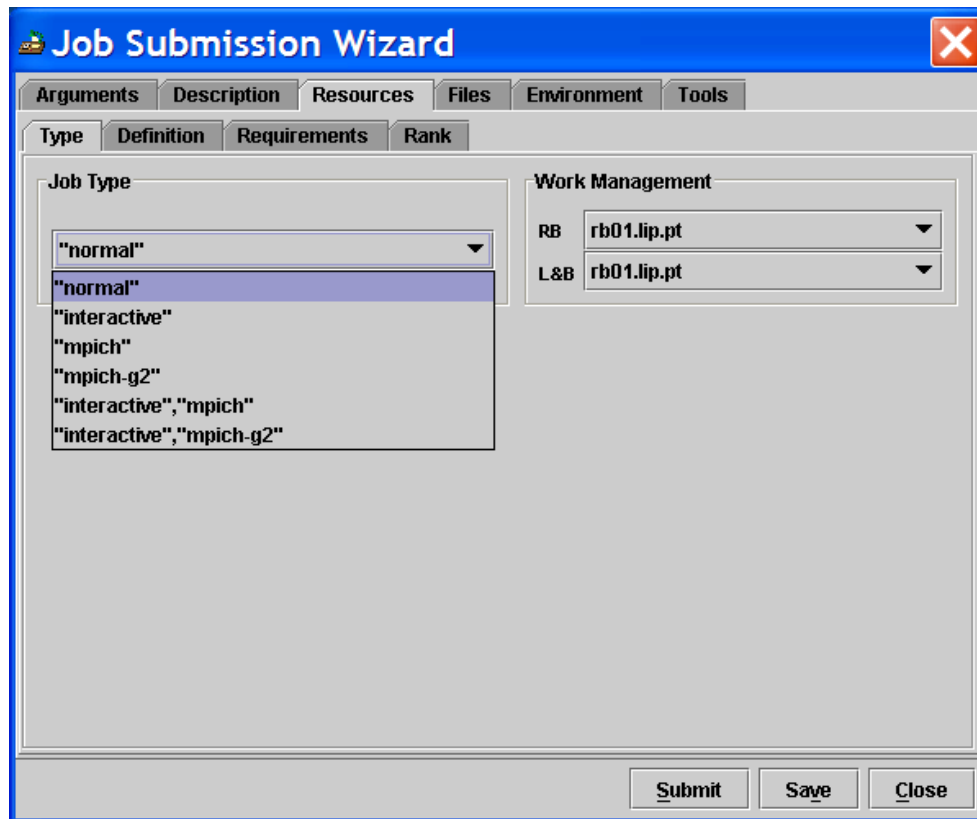 Job Submission Wizard
Arguments Description Resources Files Environment Tools
Type Definition Requirements Rank
Job Type
"normal"
"normal"
"interactive"
"mpich"
"mpich-g2"
"interactive","mpich"
"interactive","mpich-g2"
Work Management
RB rb01.lip.pt
L&B rb01.lip.pt
Submit Save Close